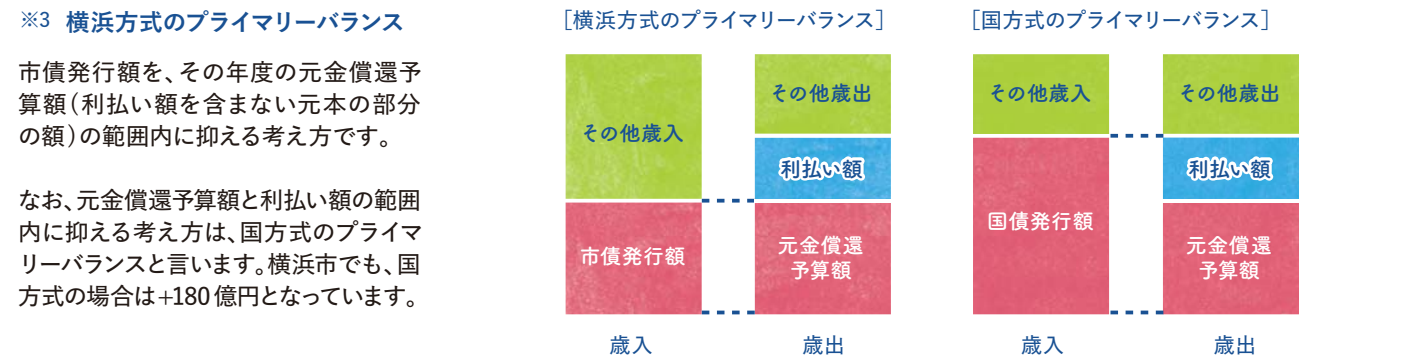 ※3 横浜方式のプライマリーバランス
市債発行額を、その年度の元金償還予
算額(利払い額を含まない元本の部分
の額)の範囲内に抑える考え方です。
なお、元金償還予算額と利払い額の範囲
内に抑える考え方は、国方式のプライマ
リーバランスと言います。横浜市でも、国
方式の場合は+180億円となっています。
[横浜方式のプライマリーバランス]
その他歳入
市債発行額
歳入
その他歳出
利払い額
元金償還
予算額
歳出
[国方式のプライマリーバランス]
その他歳入
国債発行額
歳入
その他歳出
利払い額
元金償還
予算額
歳出